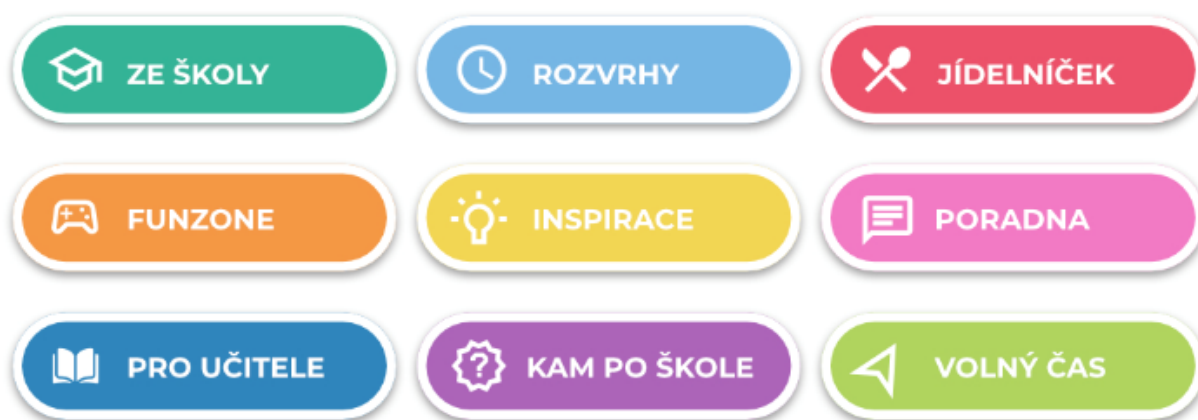 ZE ŠKOLY
ROZVRHY
JÍDELNÍČEK
FUNZONE
INSPIRACE
PORADNA
PRO UČITELE
KAM PO ŠKOLE
VOLNÝ ČAS